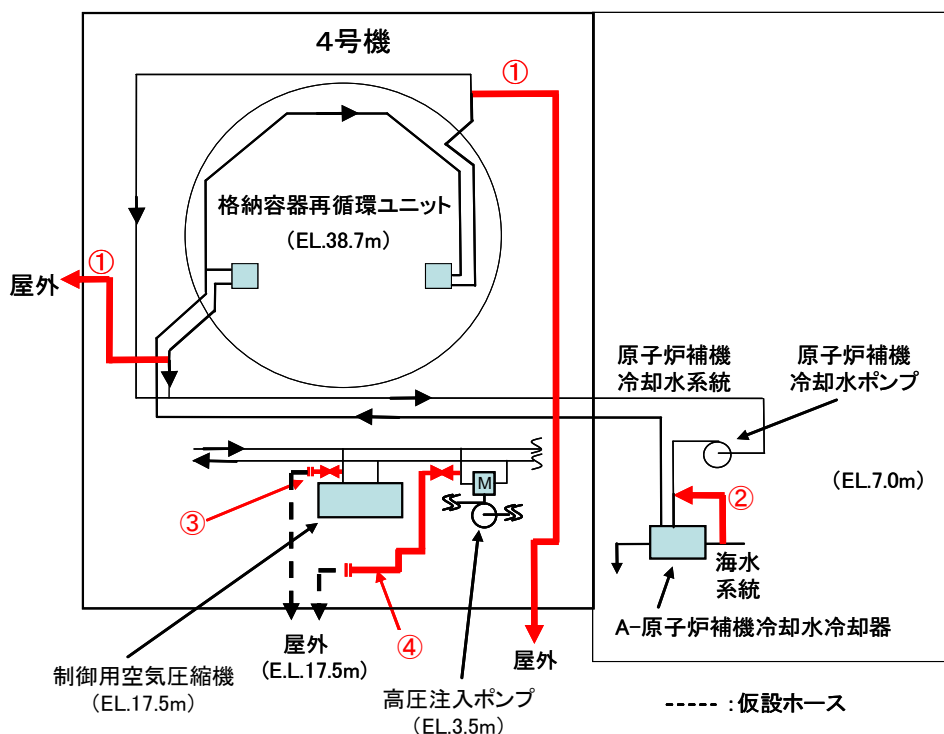 4号機
①
格納容器再循環ユニット
(EL.38.7m)
①
屋外
原子炉補機
冷却水系統
原子炉補機
冷却水ポンプ
(EL.7.0m)
M
②
③
海水
系統
④
A-原子炉補機冷却水冷却器
屋外
(E.L.17.5m)
屋外
制御用空気圧縮機
(EL.17.5m)
高圧注入ポンプ
(EL.3.5m)
-----:仮設ホース